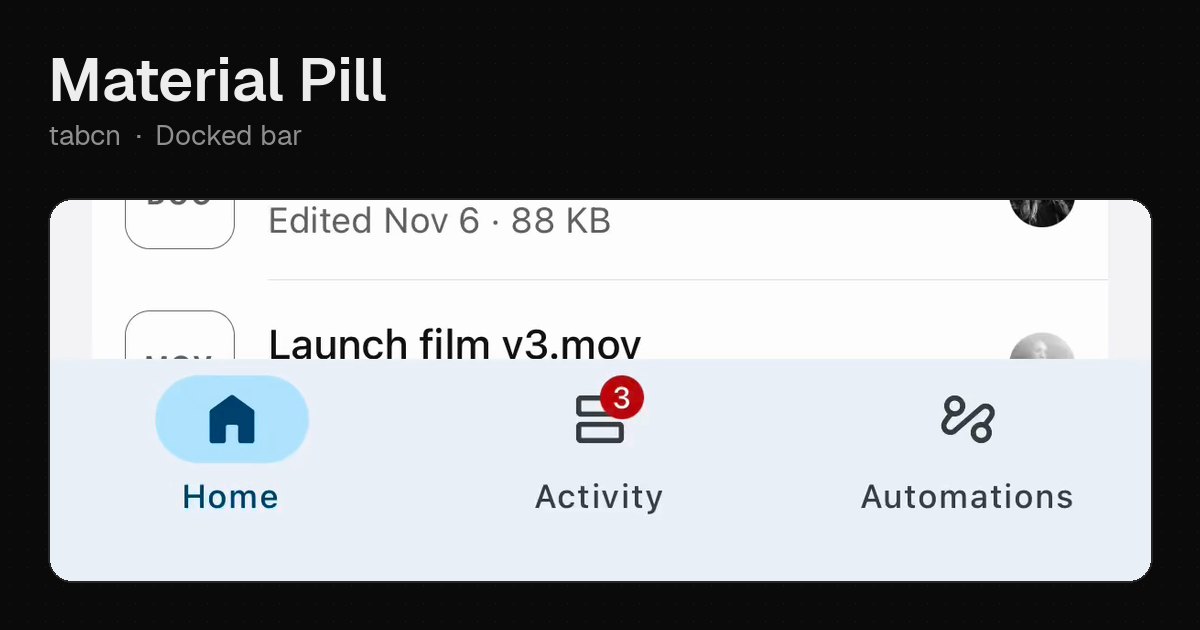 Material Pill
tabcn · Docked bar
Edited Nov 6 · 88 KB
Launch film v3.mov
3
Home
Activity
Automations